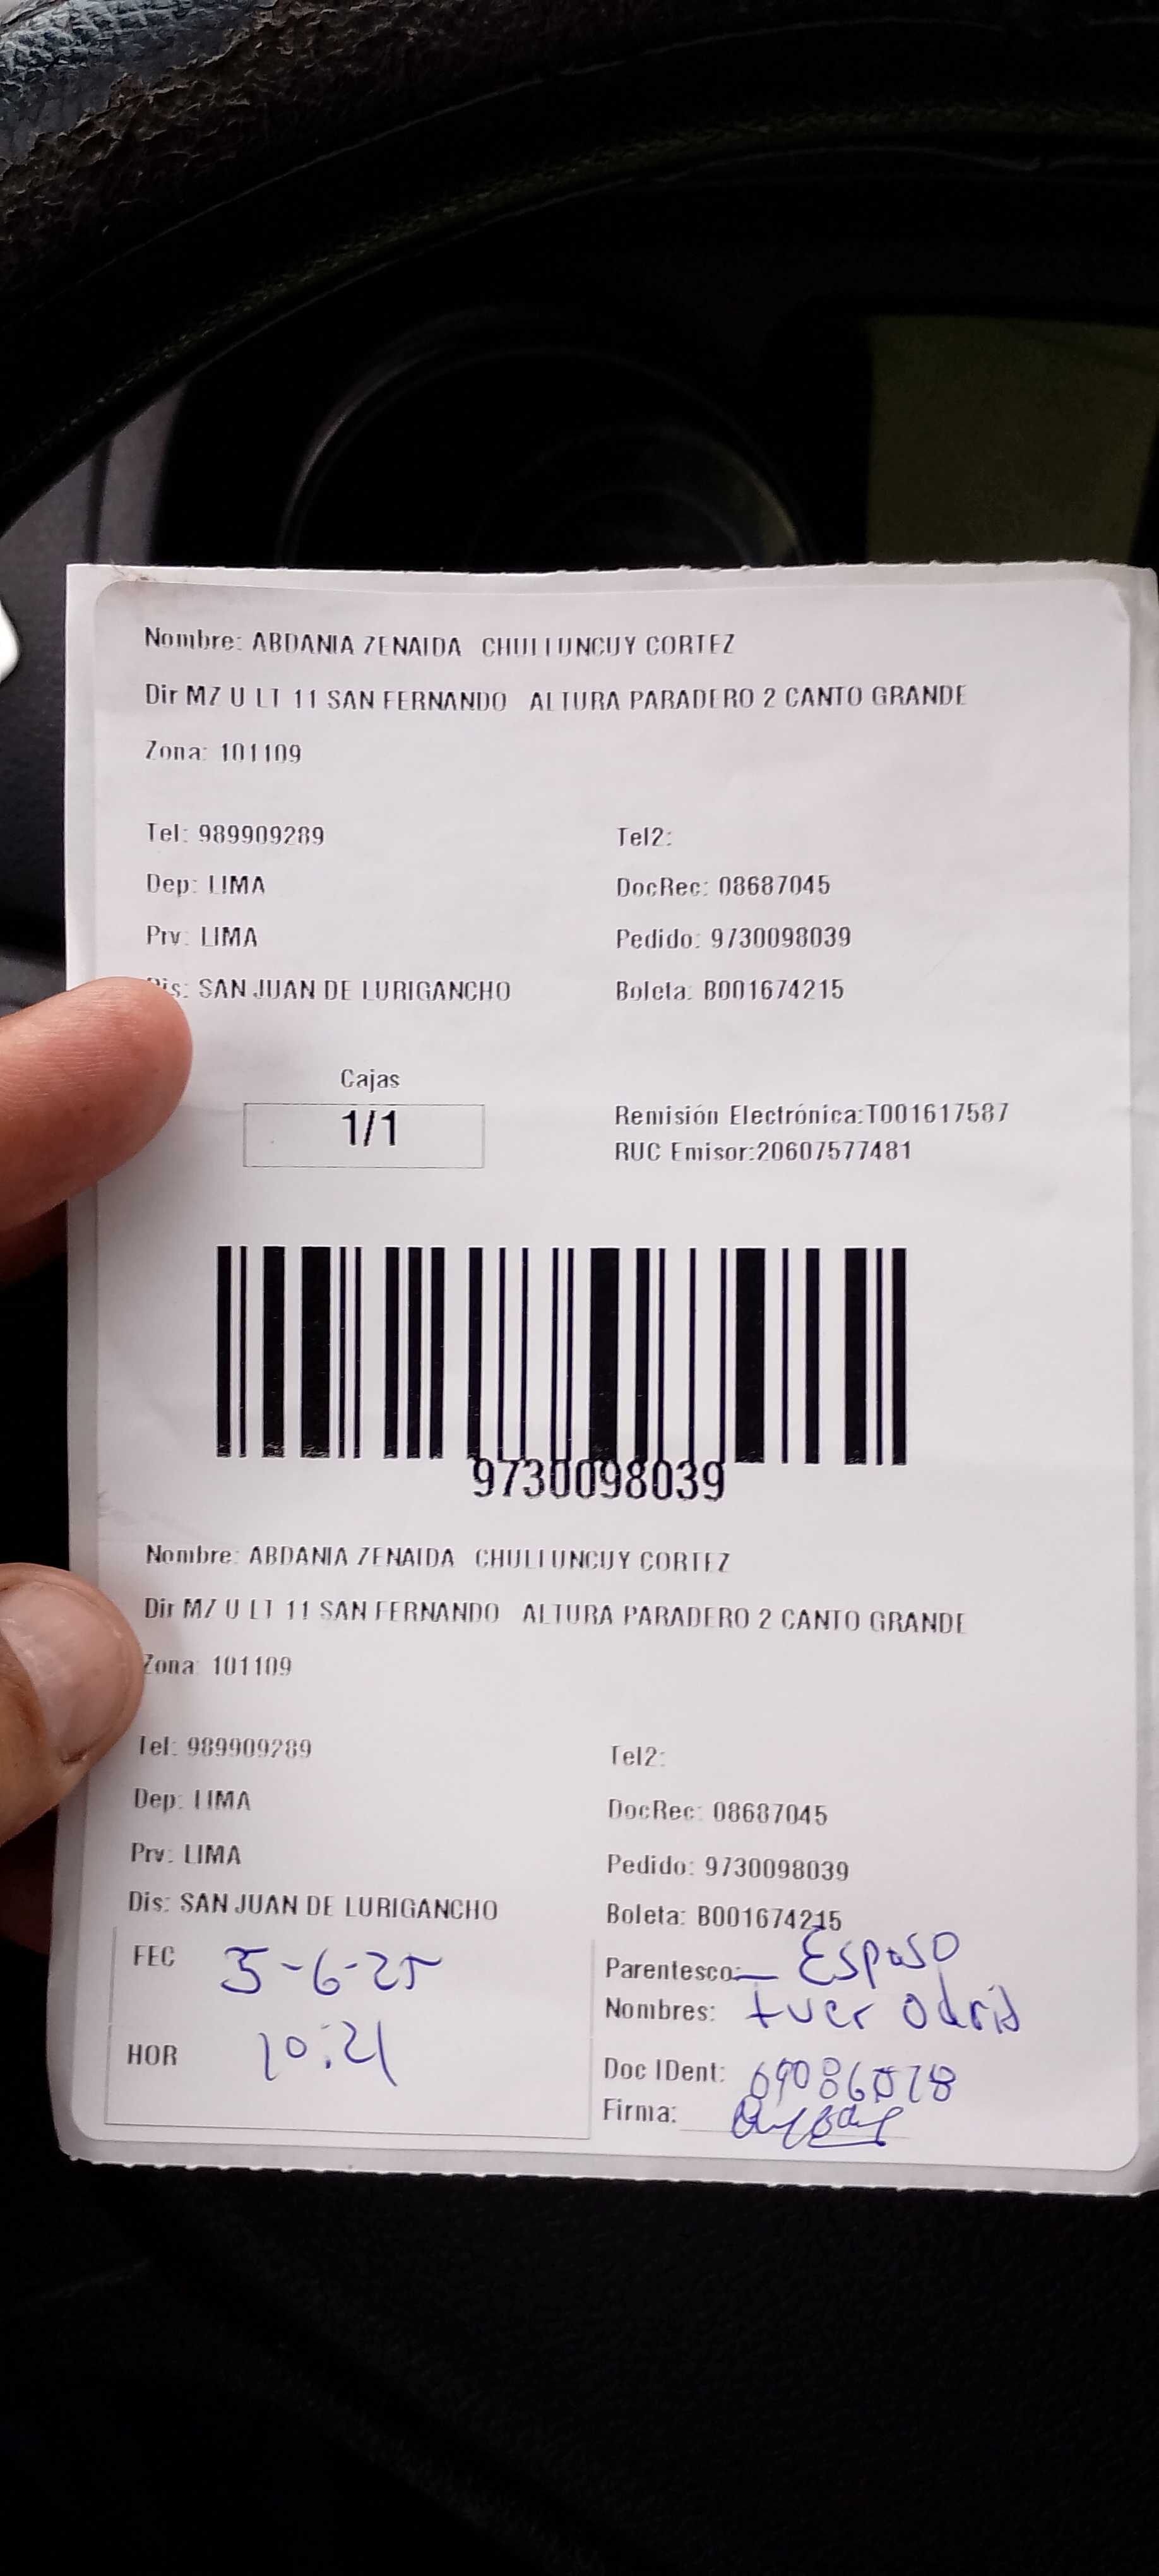 Nombre: ABDANIA ZENAIDA CHULLUNCUY CORTEZ
Dir MZ U LT 11 SAN FERNANDO ALTURA PARADERO 2 CANTO GRANDE
Zona: 101109
Tel: 989909289 Tel2:
Dep: LIMA DocRec: 08687045
Prv: LIMA Pedido: 9730098039
Dis: SAN JUAN DE LURIGANCHO Boleta: B001674215
Cajas
1/1
Remisión Electrónica:T001617587
RUC Emisor:20607577481
9730098039
Nombre: ABDANIA ZENAIDA CHULLUNCUY CORTEZ
Dir MZ U LT 11 SAN FERNANDO ALTURA PARADERO 2 CANTO GRANDE
Zona: 101109
Tel: 989909289 Tel2:
Dep: LIMA DocRec: 08687045
Prv: LIMA Pedido: 9730098039
Dis: SAN JUAN DE LURIGANCHO Boleta: B001674215
FEC 5-6-25 Parentesco: Esposo
Nombres:
HOR 10:21 Doc IDent:
Firma: